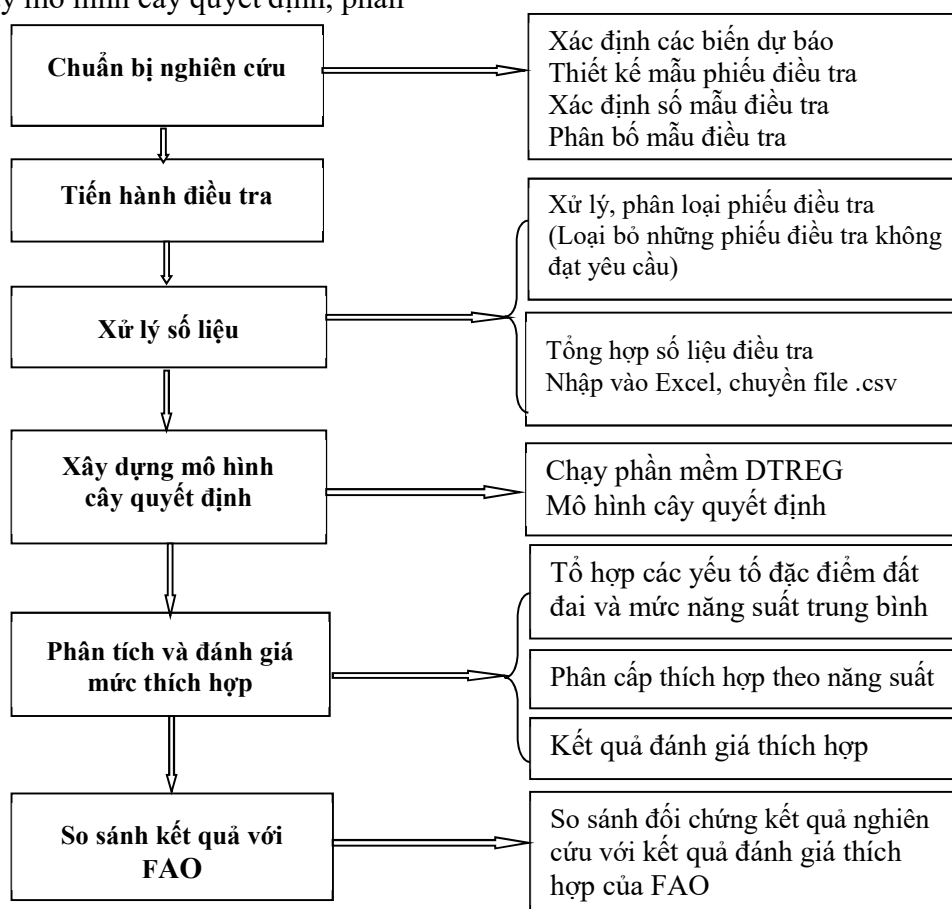 mô hình cây quyết định, phân
Chuẩn bị nghiên cứu
Xác định các biến dự báo
Thiết kế mẫu phiếu điều tra
Xác định số mẫu điều tra
Phân bố mẫu điều tra
Tiến hành điều tra
Xử lý, phân loại phiếu điều tra
(Loại bỏ những phiếu điều tra không
đạt yêu cầu)
Xử lý số liệu
Tổng hợp số liệu điều tra
Nhập vào Excel, chuyền file .csv
Xây dựng mô hình
cây quyết định
Chạy phần mềm DTREG
Mô hình cây quyết định
Tổ hợp các yếu tố đặc điểm đất
đai và mức năng suất trung bình
Phân tích và đánh giá
mức thích hợp
Phân cấp thích hợp theo năng suất
Kết quả đánh giá thích hợp
So sánh kết quả với
FAO
So sánh đối chứng kết quả nghiên
cứu với kết quả đánh giá thích
hợp của FAO